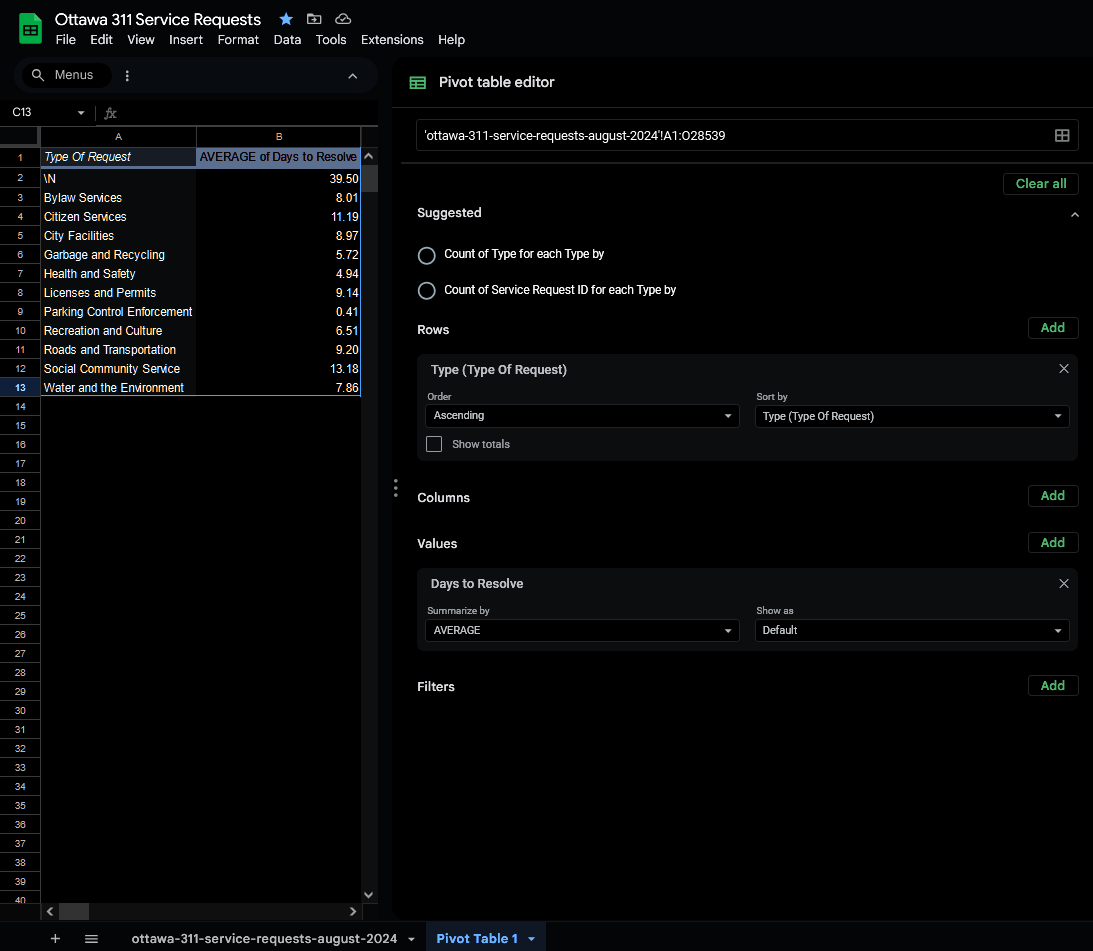 Ottawa 311 Service Requests
File Edit View Insert Format Data Tools Extensions Help
Menus
C13 fx
A B
1 Type Of Request AVERAGE of Days to Resolve
2 \N 39.50
3 Bylaw Services 8.01
4 Citizen Services 11.19
5 City Facilities 8.97
6 Garbage and Recycling 5.72
7 Health and Safety 4.94
8 Licenses and Permits 9.14
9 Parking Control Enforcement 0.41
10 Recreation and Culture 6.51
11 Roads and Transportation 9.20
12 Social Community Service 13.18
13 Water and the Environment 7.86
14
15
16
17
18
19
20
21
22
23
24
25
26
27
28
29
30
31
32
33
34
35
36
37
38
39
40
Pivot table editor
'ottawa-311-service-requests-august-2024'!A1:O28539
Clear all
Suggested
Count of Type for each Type by
Count of Service Request ID for each Type by
Rows Add
Type (Type Of Request)
Order Sort by
Ascending Type (Type Of Request)
Show totals
Columns Add
Values Add
Days to Resolve
Summarize by Show as
AVERAGE Default
Filters Add
ottawa-311-service-requests-august-2024 Pivot Table 1